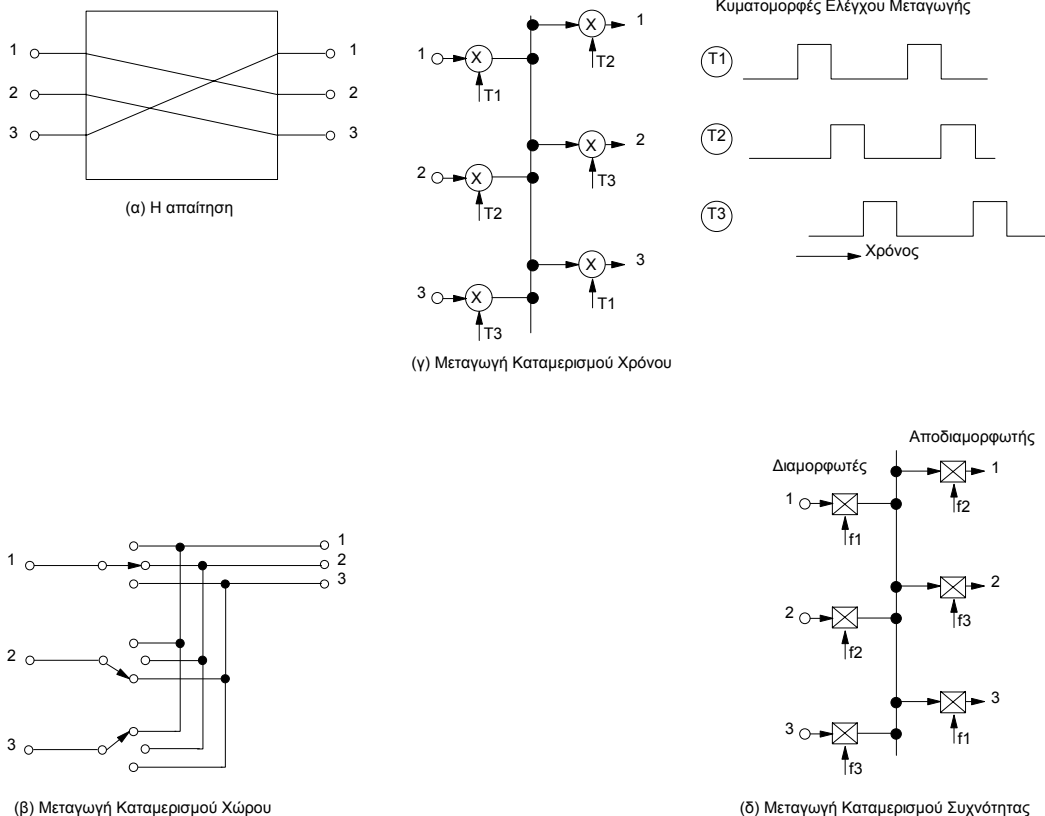 1
2
3
1
2
3
(α) Η απαίτηση
1
T1
2
T2
3
T3
1
T2
2
T3
3
T1
(γ) Μεταγωγή Καταμερισμού Χρόνου
Κυματομορφές Ελέγχου Μεταγωγής
T1
T2
T3
Χρόνος
1
2
3
1
2
3
(β) Μεταγωγή Καταμερισμού Χώρου
Διαμορφωτές
Αποδιαμορφωτής
1
f1
2
f2
3
f3
1
f2
2
f3
3
f1
(δ) Μεταγωγή Καταμερισμού Συχνότητας